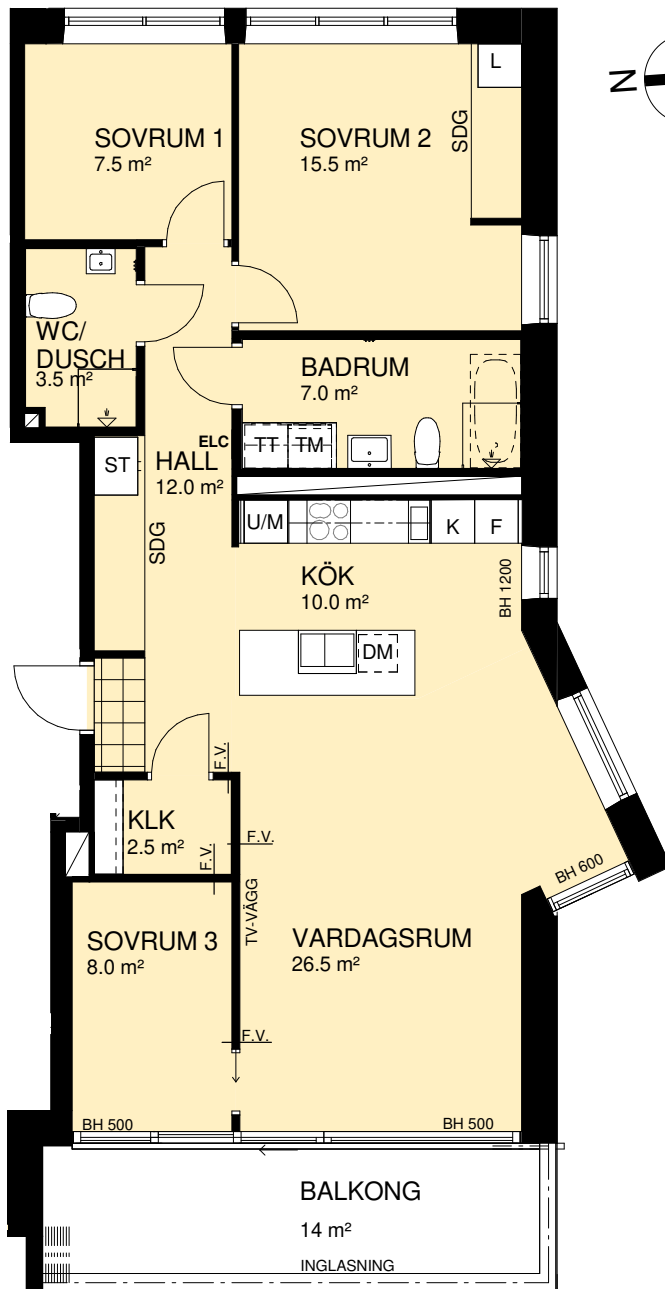 L
N
SOVRUM 1
7.5 m²
SOVRUM 2
15.5 m²
SDG
WC/
DUSCH
3.5 m²
BADRUM
7.0 m²
ELC
TT
TM
ST
HALL
12.0 m²
SDG
U/M
K
F
KÖK
10.0 m²
BH 1200
DM
F.V.
KLK
2.5 m²
F.V.
F.V.
BH 600
TV-VÄGG
SOVRUM 3
8.0 m²
VARDAGSRUM
26.5 m²
F.V.
BH 500
BH 500
BALKONG
14 m²
INGLASNING